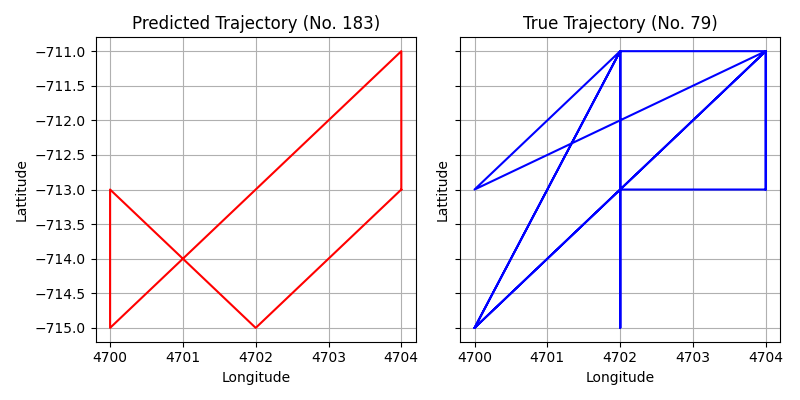 Predicted Trajectory (No. 183)
−711.0
−711.5
−712.0
−712.5
−713.0
−713.5
−714.0
−714.5
−715.0
Lattitude
4700 4701 4702 4703 4704
Longitude
True Trajectory (No. 79)
Lattitude
4700 4701 4702 4703 4704
Longitude